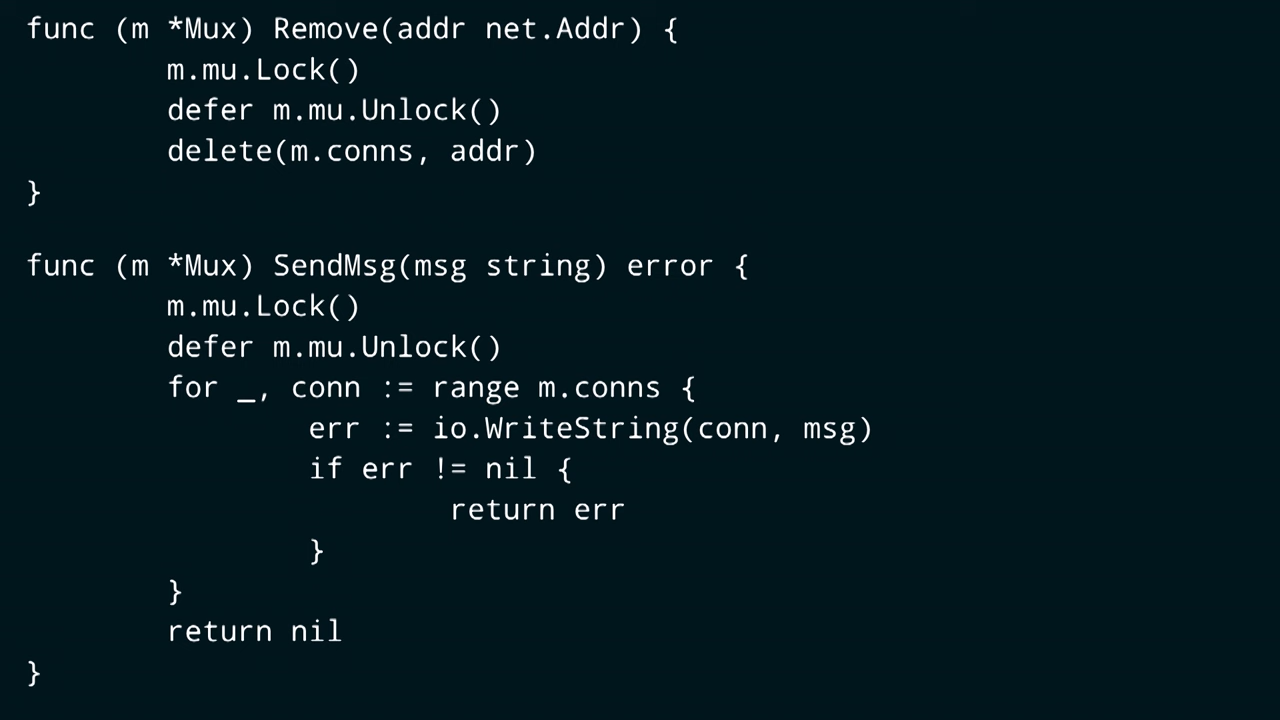 func (m *Mux) Remove(addr net.Addr) {
        m.mu.Lock()
        defer m.mu.Unlock()
        delete(m.conns, addr)
}

func (m *Mux) SendMsg(msg string) error {
        m.mu.Lock()
        defer m.mu.Unlock()
        for _, conn := range m.conns {
                err := io.WriteString(conn, msg)
                if err != nil {
                        return err
                }
        }
        return nil
}